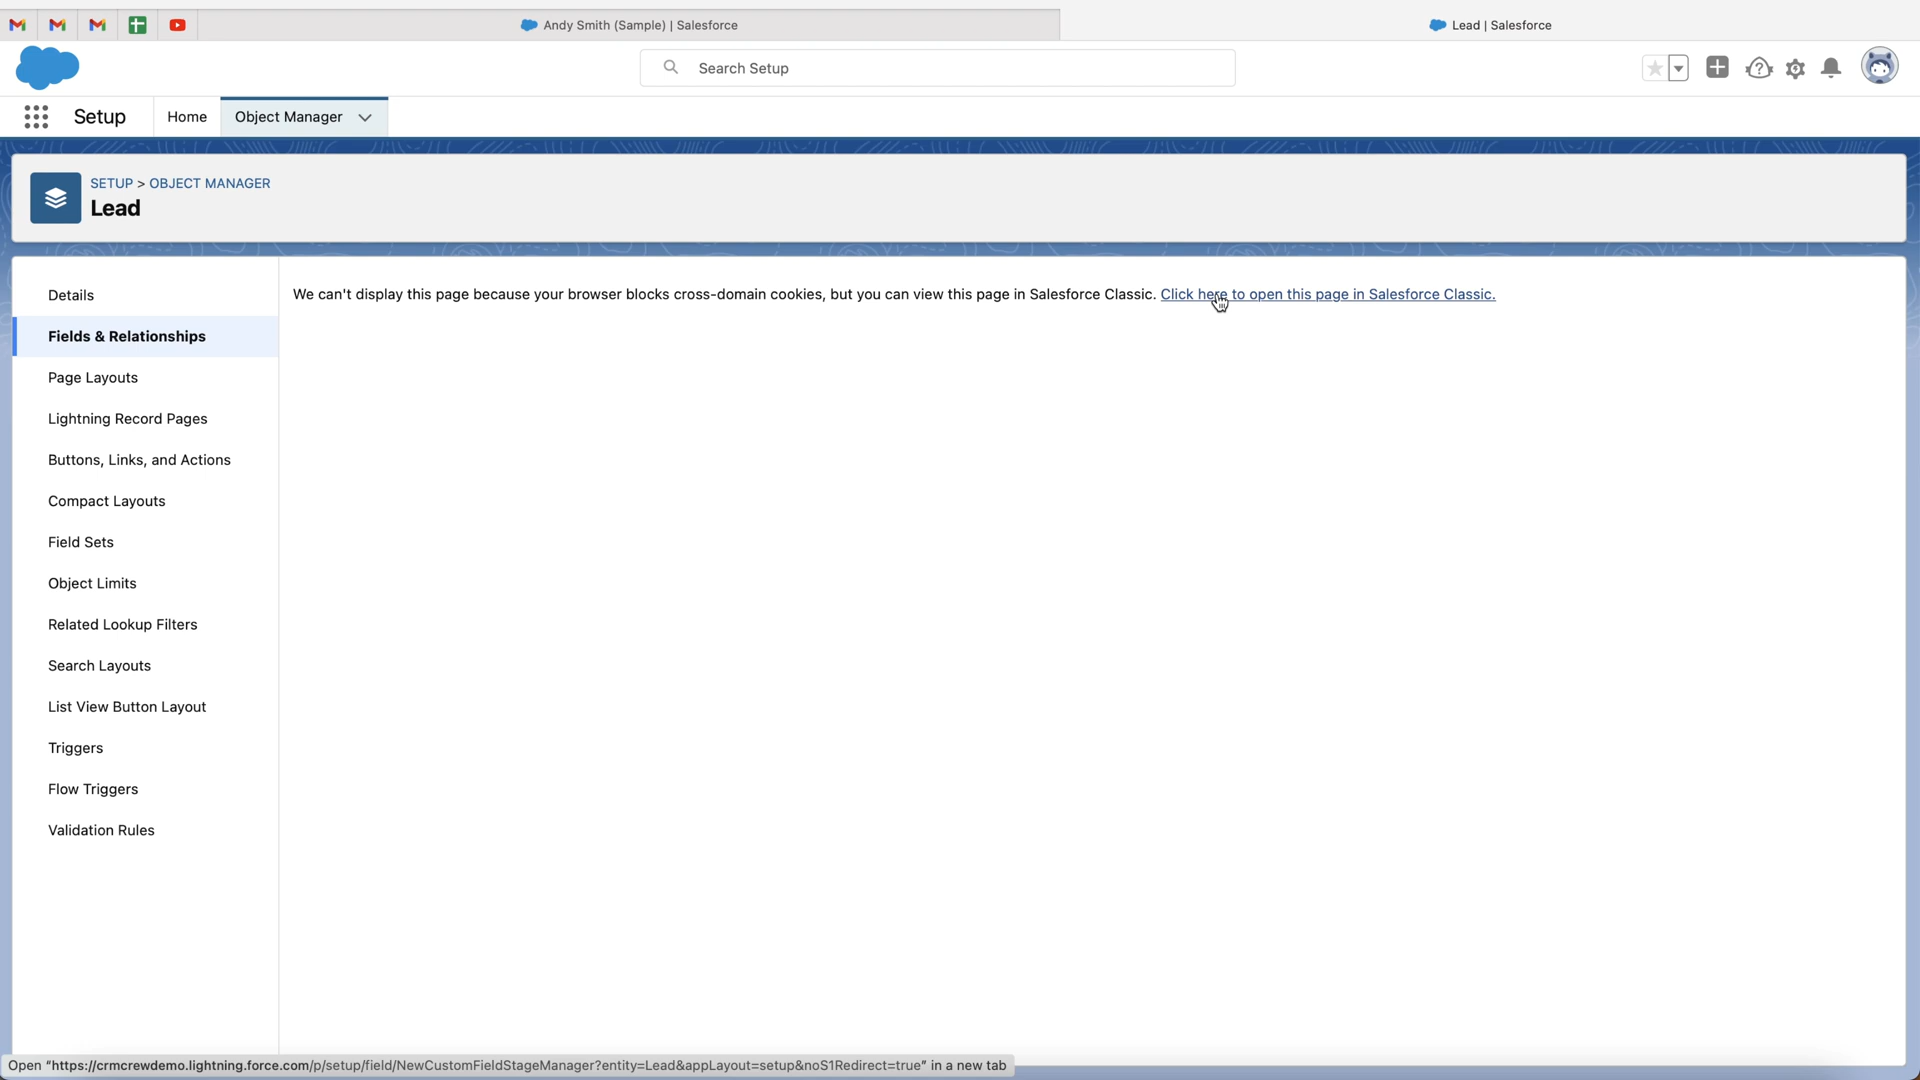 Andy Smith (Sample) | Salesforce
Lead | Salesforce
Search Setup
Setup
Home
Object Manager
SETUP > OBJECT MANAGER
Lead
Details
Fields & Relationships
Page Layouts
Lightning Record Pages
Buttons, Links, and Actions
Compact Layouts
Field Sets
Object Limits
Related Lookup Filters
Search Layouts
List View Button Layout
Triggers
Flow Triggers
Validation Rules
We can't display this page because your browser blocks cross-domain cookies, but you can view this page in Salesforce Classic. Click here to open this page in Salesforce Classic.
Open "https://crmcrewdemo.lightning.force.com/p/setup/field/NewCustomFieldStageManager?entity=Lead&appLayout=setup&noS1Redirect=true" in a new tab